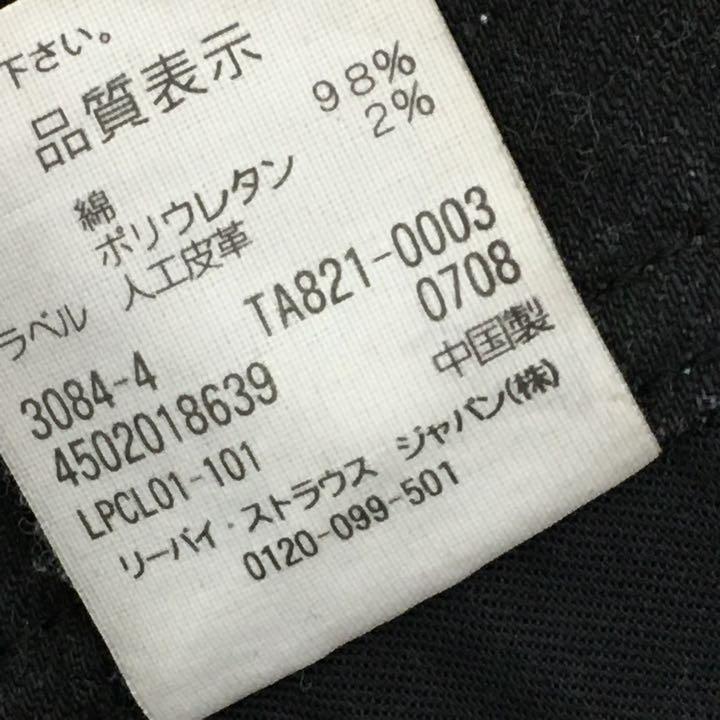 下さい。
品質表示
綿 98%
ポリウレタン 2%
ラベル 人工皮革
TA821-0003
3084-4 0708
4502018639 中国製
LPCL01-101
リーバイ・ストラウス ジャパン(株)
0120-099-501